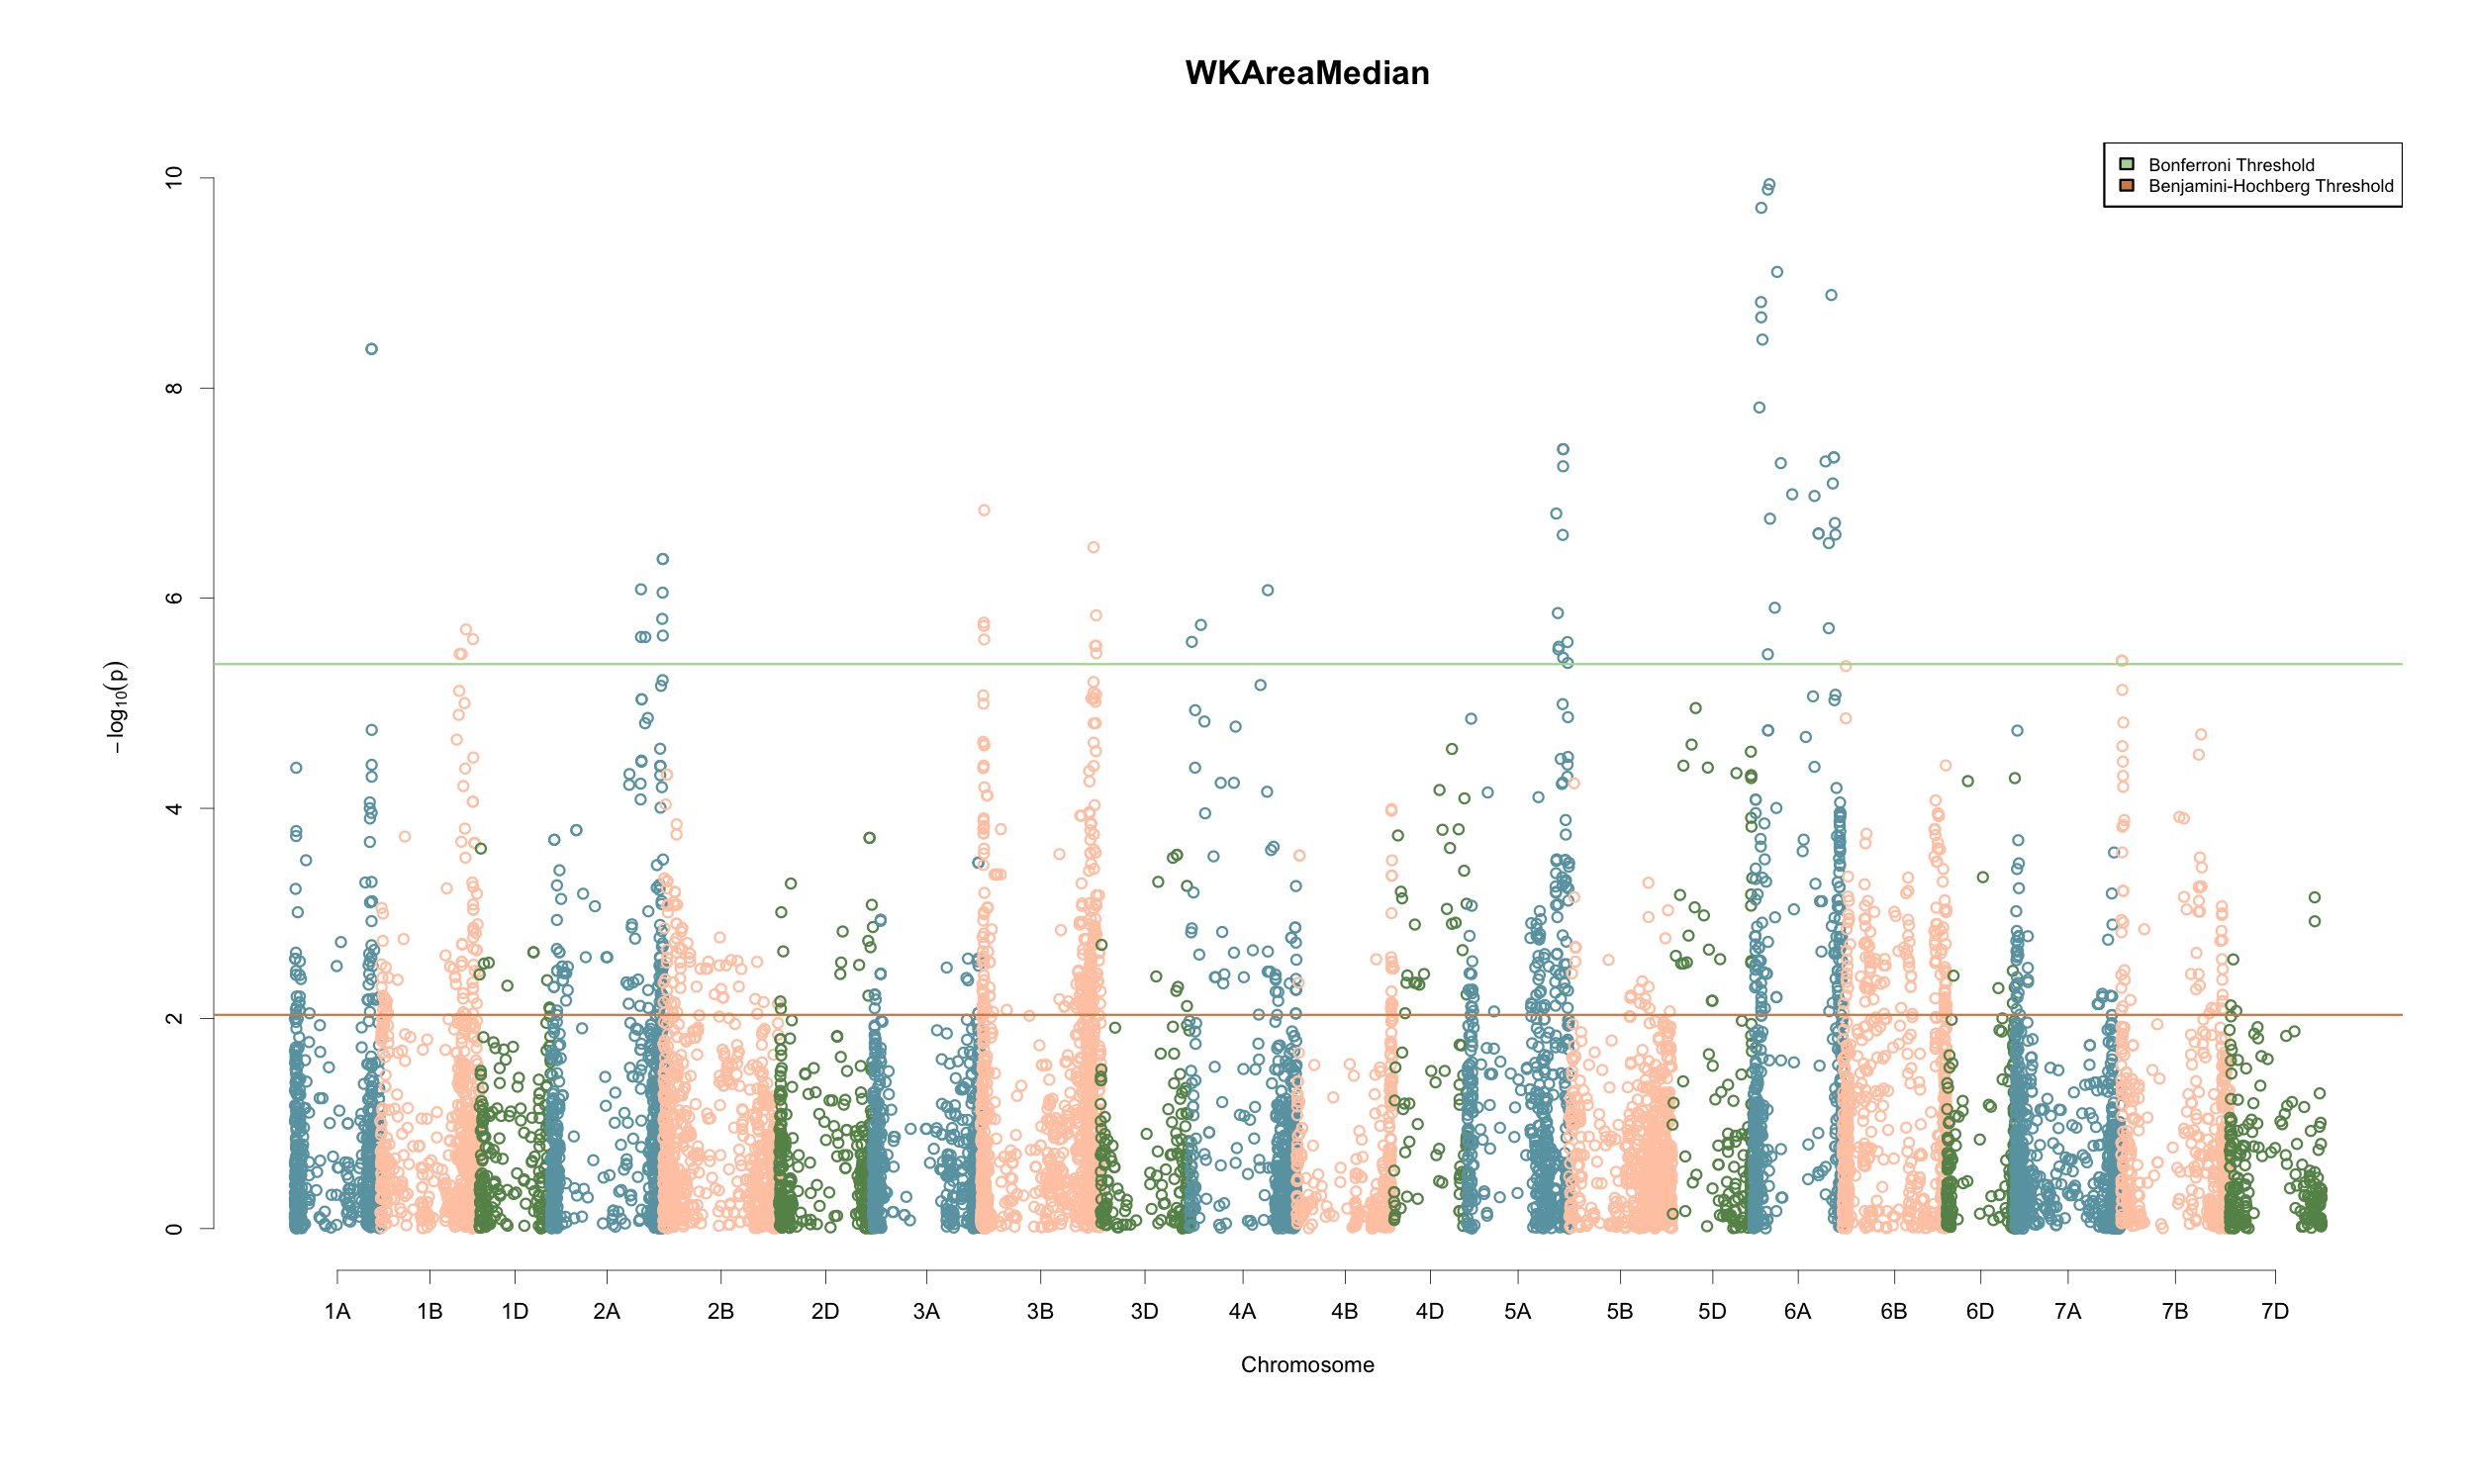 WKAreaMedian
Bonferroni Threshold
Benjamini-Hochberg Threshold
10
8
6
4
2
0
−log10(p)
1A 1B 1D 2A 2B 2D 3A 3B 3D 4A 4B 4D 5A 5B 5D 6A 6B 6D 7A 7B 7D
Chromosome